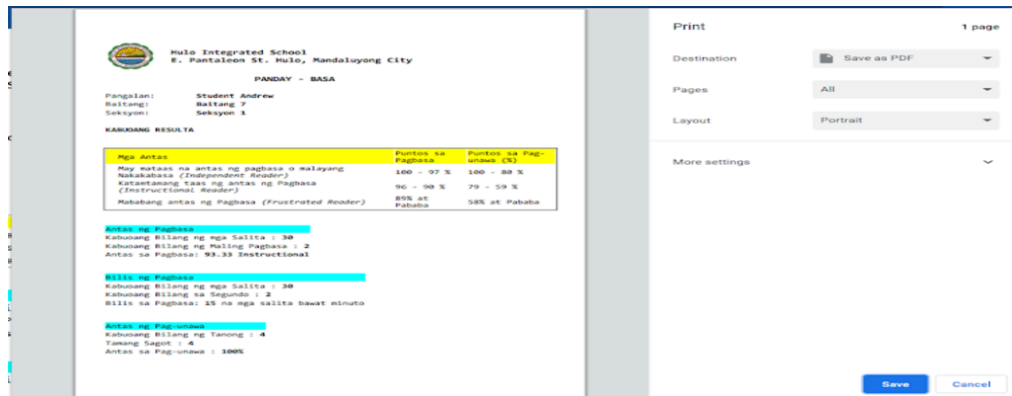 Hulo Integrated School
E. Pantaleon St. Hulo, Mandaluyong City
PANDAY - BASA
Pangalan: Student Andrew
Baitang: Baitang 7
Seksyon: Seksyon 1
KABUOANG RESULTA
Mga Antas Puntos sa Pagbasa Puntos sa Pag-unawa (%)
May mataas na antas ng pagbasa o malayang Nakakabasa (Independent Reader) 100 - 97 % 100 - 80 %
Katamtamang taas ng antas ng Pagbasa (Instructional Reader) 96 - 90 % 79 - 59 %
Mababang antas ng Pagbasa (Frustrated Reader) 89% at Pababa 58% at Pababa
Antas ng Pagbasa
Kabuoang Bilang ng mga Salita : 30
Kabuoang Bilang ng Maling Pagbasa : 2
Antas sa Pagbasa: 93.33 Instructional
Bilis ng Pagbasa
Kabuoang Bilang ng mga Salita : 30
Kabuoang Bilang sa Segundo : 2
Bilis sa Pagbasa: 15 na mga salita bawat minuto
Antas ng Pag-unawa
Kabuoang Bilang ng Tanong : 4
Tamang Sagot : 4
Antas sa Pag-unawa : 100%
Print 1 page
Destination Save as PDF
Pages All
Layout Portrait
More settings
Save Cancel